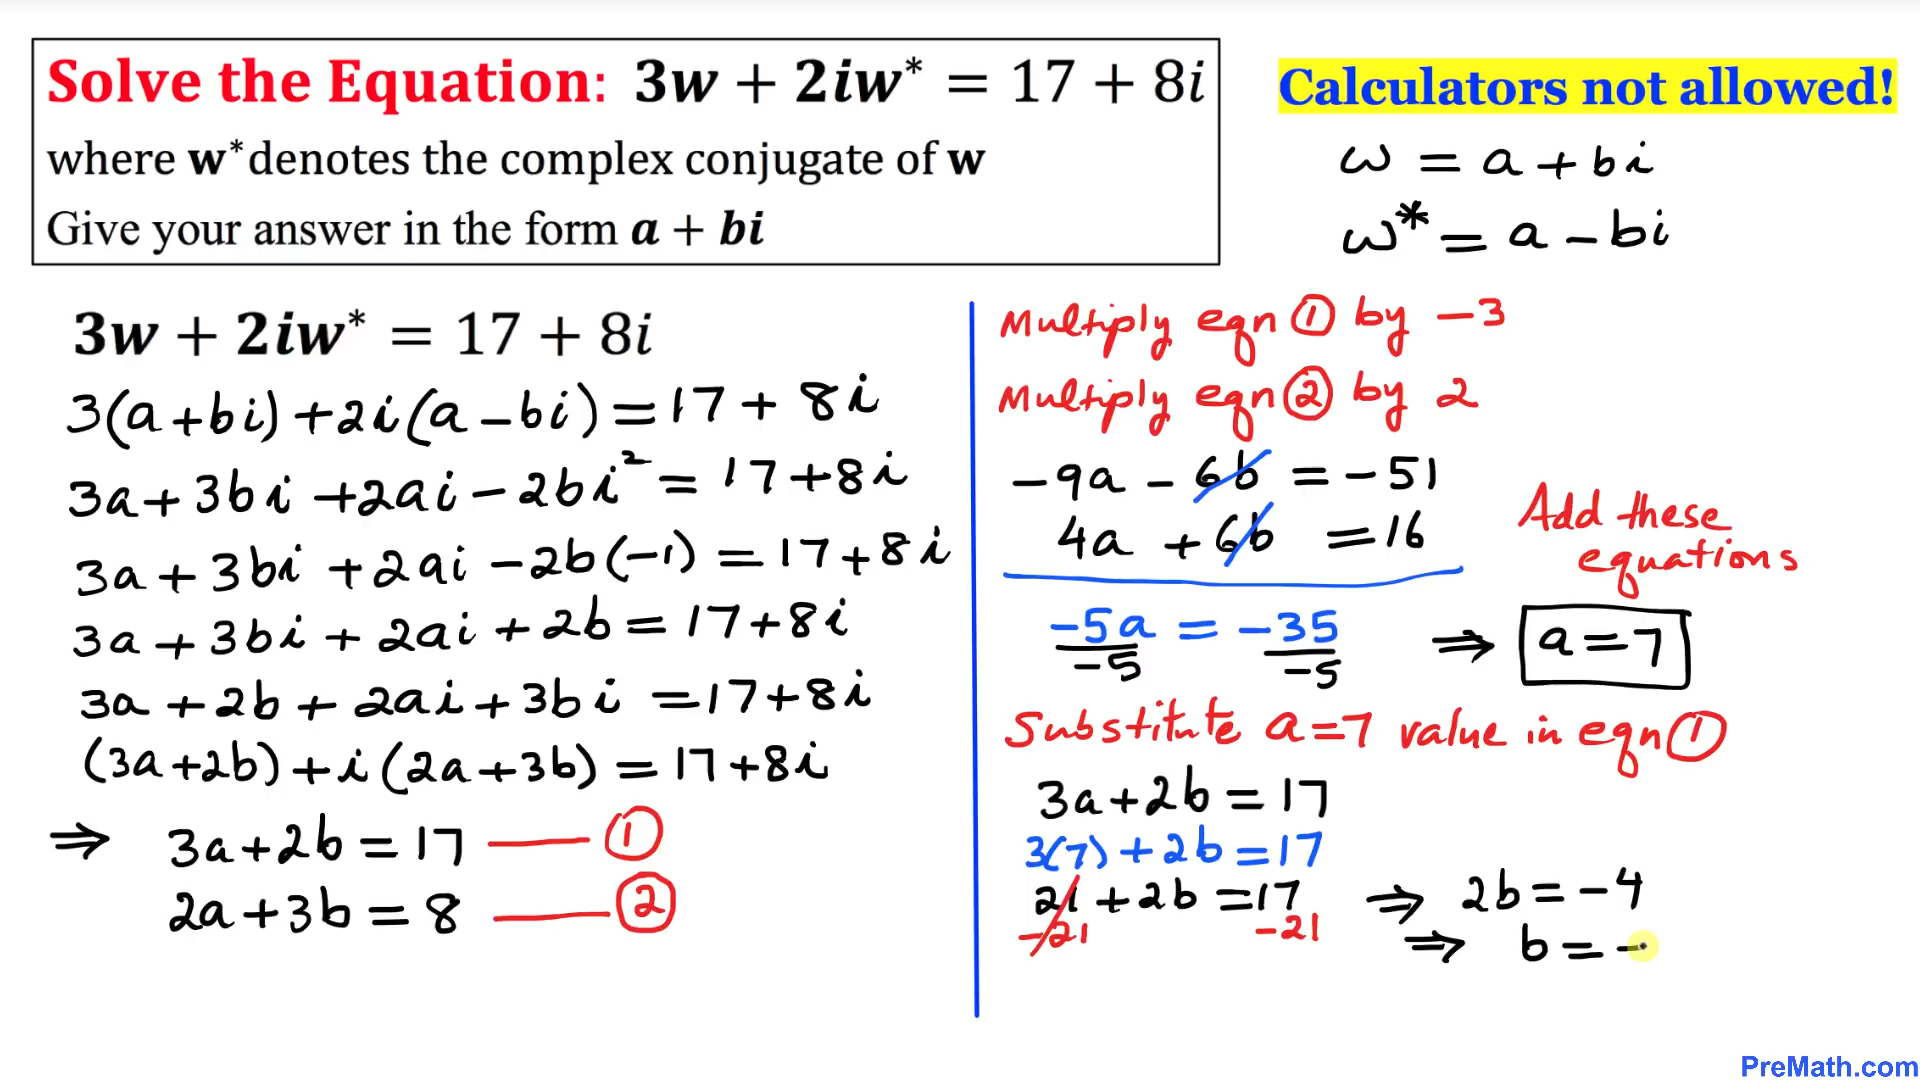 Solve the Equation: 3w + 2iw* = 17 + 8i
where w* denotes the complex conjugate of w
Give your answer in the form a + bi
Calculators not allowed!
w = a + bi
w* = a - bi
3w + 2iw* = 17 + 8i
3(a+bi) + 2i(a-bi) = 17 + 8i
3a + 3bi + 2ai - 2bi² = 17 + 8i
3a + 3bi + 2ai - 2b(-1) = 17 + 8i
3a + 3bi + 2ai + 2b = 17 + 8i
3a + 2b + 2ai + 3bi = 17 + 8i
(3a+2b) + i(2a+3b) = 17 + 8i
⇒ 3a + 2b = 17 —— ①
2a + 3b = 8 —— ②
Multiply eqn ① by -3
Multiply eqn ② by 2
-9a - 6b = -51
4a + 6b = 16
Add these
equations
-5a = -35
-5 -5
⇒ a = 7
Substitute a=7 value in eqn ①
3a + 2b = 17
3(7) + 2b = 17
21 + 2b = 17 ⇒ 2b = -4
-21 -21
⇒ b = -
PreMath.com